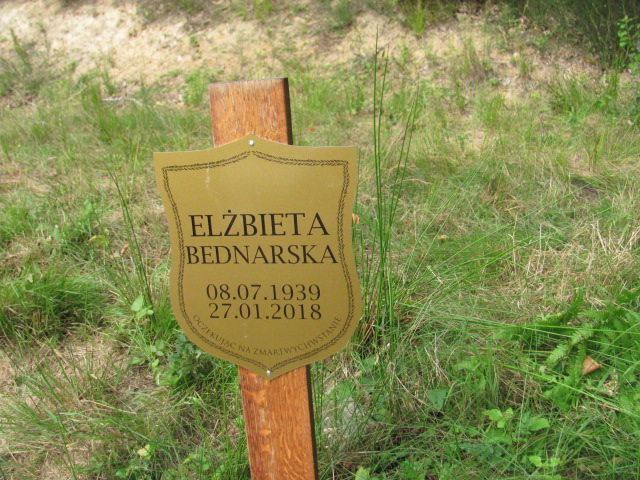 ELŻBIETA
BEDNARSKA
08.07.1939
27.01.2018
OCZEKUJĄC NA ZMARTWYCHWSTANIE